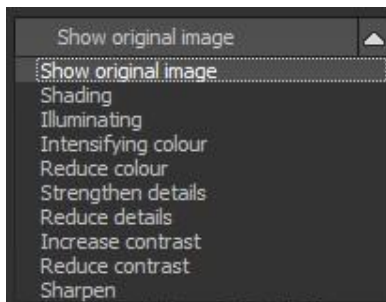 Show original image
Show original image
Shading
Illuminating
Intensifying colour
Reduce colour
Strengthen details
Reduce details
Increase contrast
Reduce contrast
Sharpen